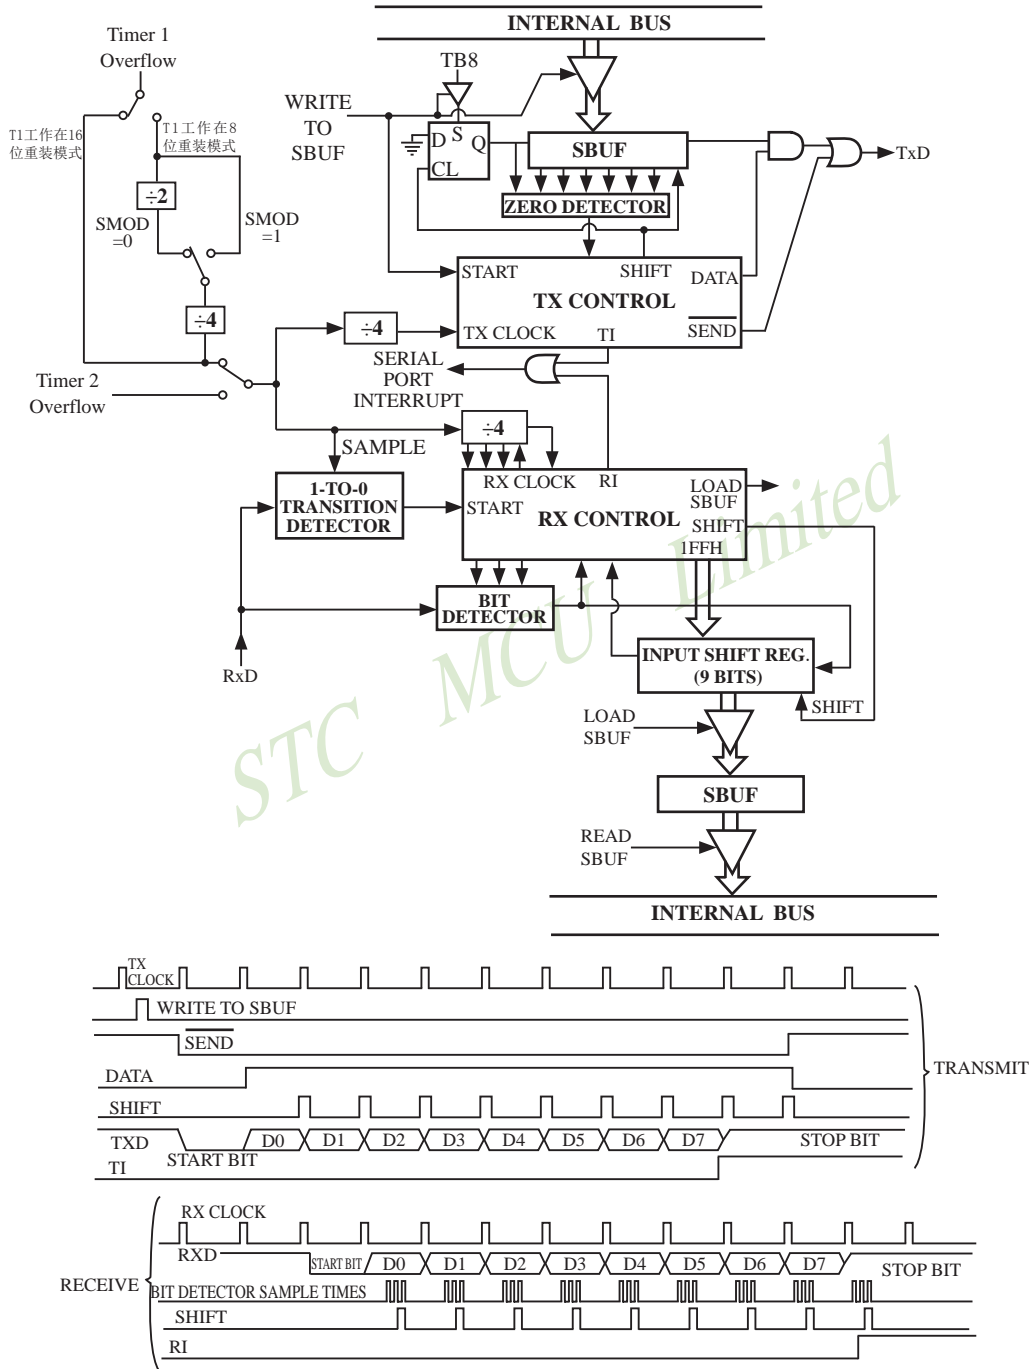 INTERNAL BUS
Timer 1
Overflow
TB8
WRITE
TO
SBUF
T1工作在16
位重装模式
T1工作在8
位重装模式
D
S
Q
CL
SBUF
TxD
÷2
SMOD
=0
SMOD
=1
ZERO DETECTOR
START
SHIFT
DATA
TX CONTROL
÷4
÷4
TX CLOCK
TI
SEND
SERIAL
PORT
INTERRUPT
Timer 2
Overflow
SAMPLE
÷4
1-TO-0
TRANSITION
DETECTOR
RX CLOCK
RI
START
RX CONTROL
LOAD
SBUF
SHIFT
1FFH
BIT
DETECTOR
RxD
INPUT SHIFT REG.
(9 BITS)
SHIFT
LOAD
SBUF
SBUF
READ
SBUF
INTERNAL BUS
STC MCU Limited
TX
CLOCK
WRITE TO SBUF
SEND
DATA
SHIFT
TXD
START BIT
D0 D1 D2 D3 D4 D5 D6 D7
STOP BIT
TI
TRANSMIT
RX CLOCK
RXD
START BIT
D0 D1 D2 D3 D4 D5 D6 D7
STOP BIT
RECEIVE
BIT DETECTOR SAMPLE TIMES
SHIFT
RI